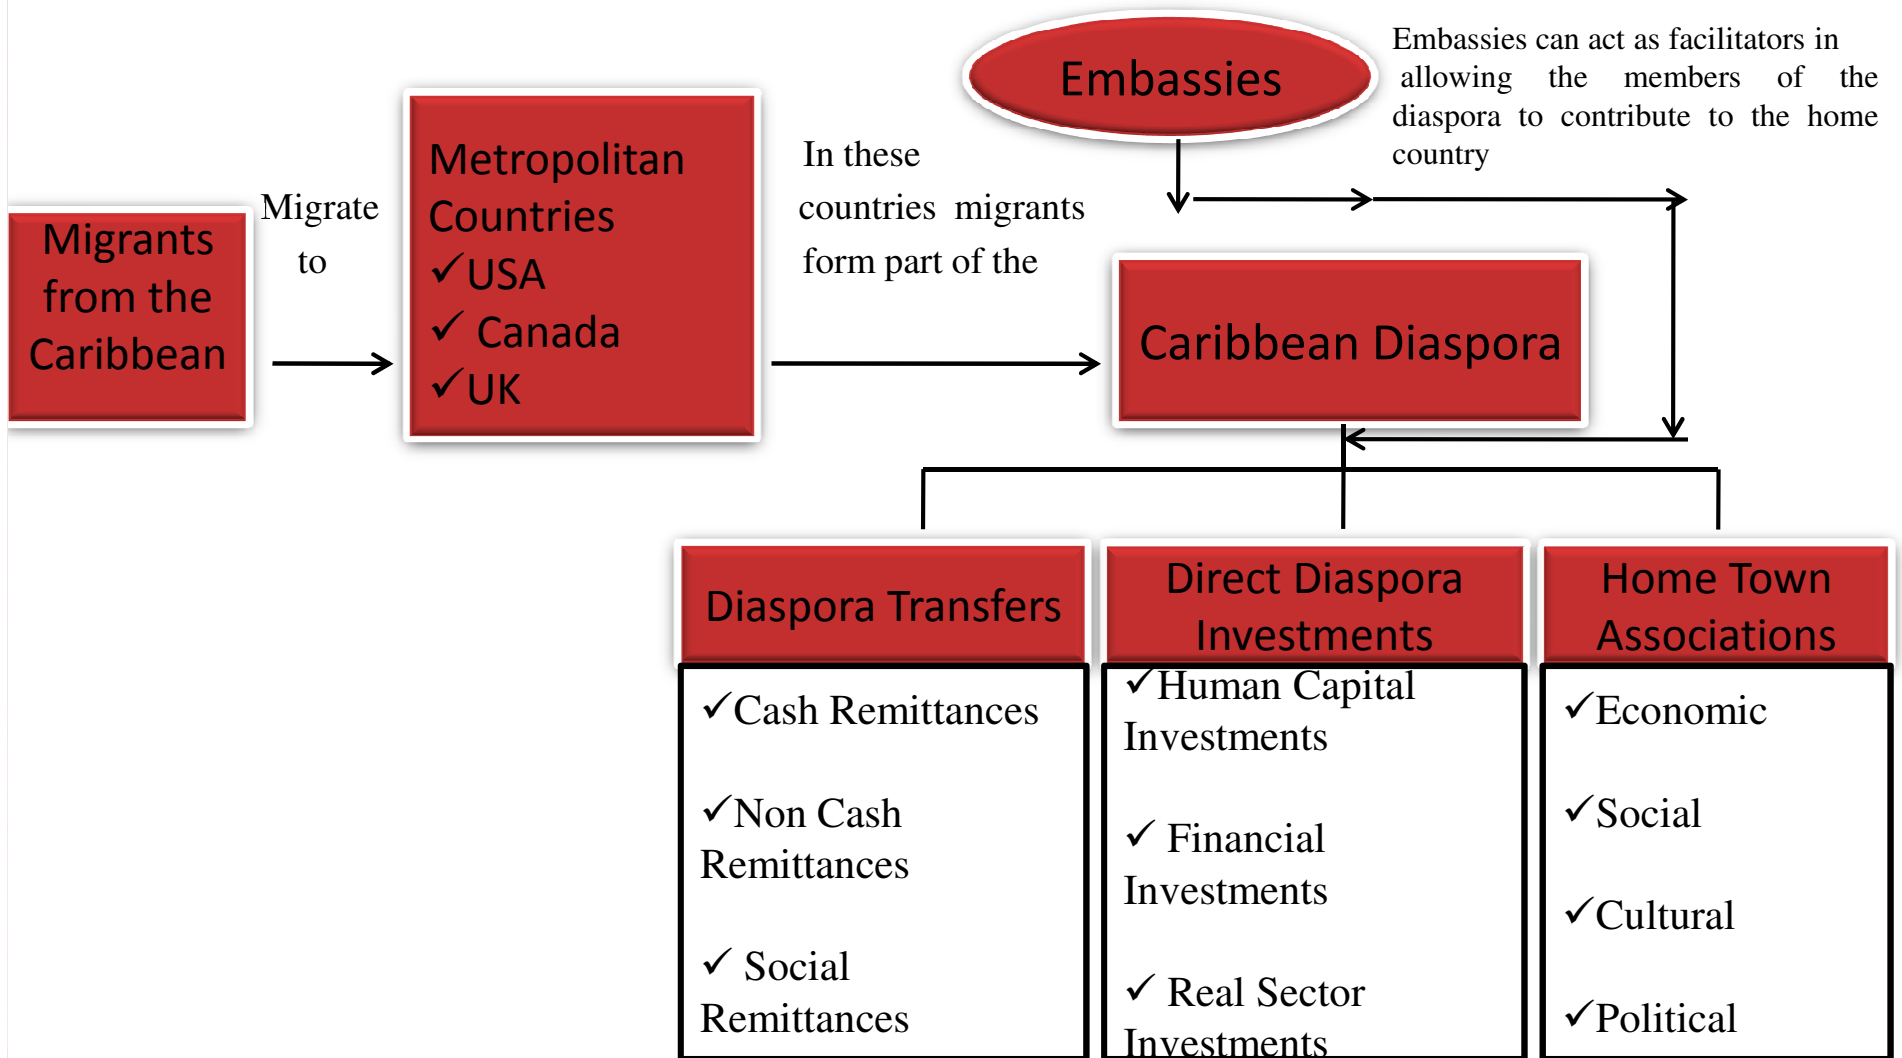 Migrants
from the
Caribbean
Migrate
to
Metropolitan
Countries
✓USA
✓ Canada
✓UK
In these
countries migrants
form part of the
Embassies
Embassies can act as facilitators in
allowing the members of the
diaspora to contribute to the home
country
Caribbean Diaspora
Diaspora Transfers
✓Cash Remittances
✓Non Cash
Remittances
✓ Social
Remittances
Direct Diaspora
Investments
✓Human Capital
Investments
✓ Financial
Investments
✓ Real Sector
Investments
Home Town
Associations
✓Economic
✓Social
✓Cultural
✓Political